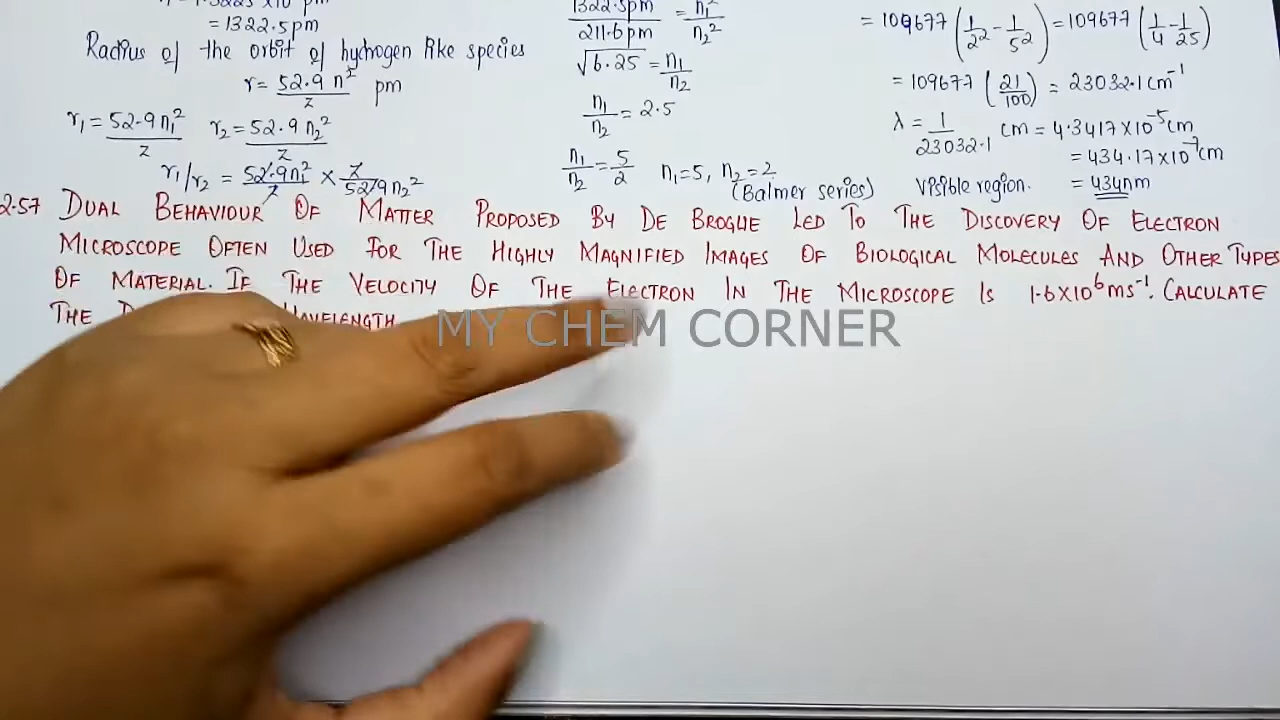 = 1322.5 pm
Radius of the orbit of hydrogen like species
r = 52.9 n² / z pm
r₁ = 52.9 n₁² / z r₂ = 52.9 n₂² / z
r₁/r₂ = 52.9 n₁² / z × z / 52.9 n₂²
1322.5pm / 211.6pm = n₁² / n₂²
√6.25 = n₁ / n₂
n₁ / n₂ = 2.5
n₁ / n₂ = 5 / 2 n₁=5, n₂=2
(Balmer series)
= 109677 (1/2² - 1/5²) = 109677 (1/4 - 1/25)
= 109677 (21/100) = 23032.1 cm⁻¹
λ = 1 / 23032.1 cm = 4.3417×10⁻⁵ cm
= 434.17×10⁻⁷ cm
Visible region. = 434nm
2.57 DUAL BEHAVIOUR OF MATTER PROPOSED BY DE BROGLIE LED TO THE DISCOVERY OF ELECTRON
MICROSCOPE OFTEN USED FOR THE HIGHLY MAGNIFIED IMAGES OF BIOLOGICAL MOLECULES AND OTHER TYPES
OF MATERIAL. IF THE VELOCITY OF THE ELECTRON IN THE MICROSCOPE IS 1.6×10⁶ ms⁻¹. CALCULATE
THE WAVELENGTH
MY CHEM CORNER